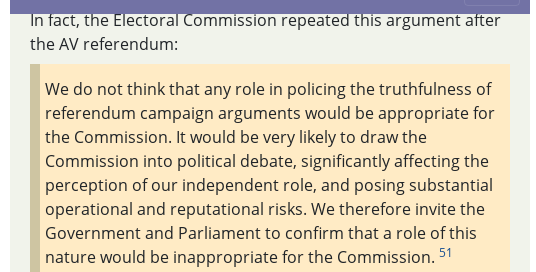 In fact, the Electoral Commission repeated this argument after
the AV referendum:
We do not think that any role in policing the truthfulness of
referendum campaign arguments would be appropriate for
the Commission. It would be very likely to draw the
Commission into political debate, significantly affecting the
perception of our independent role, and posing substantial
operational and reputational risks. We therefore invite the
Government and Parliament to confirm that a role of this
nature would be inappropriate for the Commission. 51